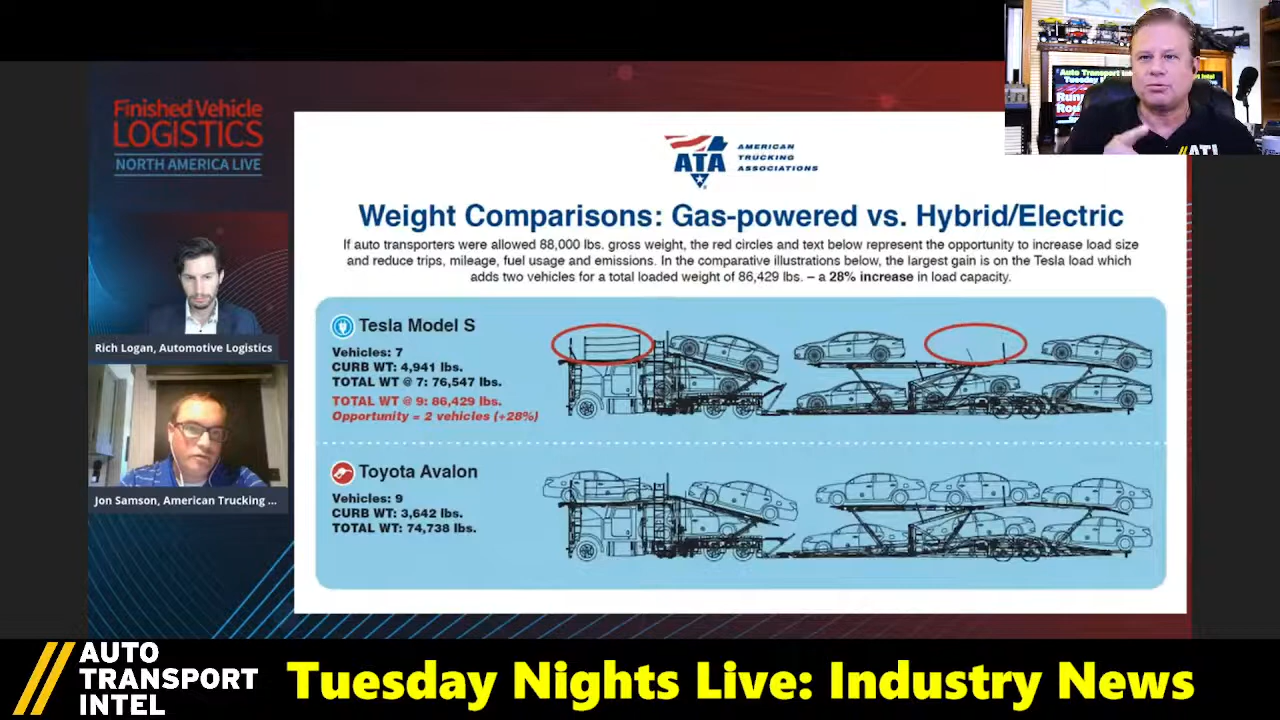 Finished Vehicle
LOGISTICS
NORTH AMERICA LIVE
Rich Logan, Automotive Logistics
Jon Samson, American Trucking ...
ATA
AMERICAN
TRUCKING
ASSOCIATIONS
Weight Comparisons: Gas-powered vs. Hybrid/Electric
If auto transporters were allowed 88,000 lbs. gross weight, the red circles and text below represent the opportunity to increase load size
and reduce trips, mileage, fuel usage and emissions. In the comparative illustrations below, the largest gain is on the Tesla load which
adds two vehicles for a total loaded weight of 86,429 lbs. – a 28% increase in load capacity.
Tesla Model S
Vehicles: 7
CURB WT: 4,941 lbs.
TOTAL WT @ 7: 76,547 lbs.
TOTAL WT @ 9: 86,429 lbs.
Opportunity = 2 vehicles (+28%)
Toyota Avalon
Vehicles: 9
CURB WT: 3,642 lbs.
TOTAL WT: 74,738 lbs.
AUTO
TRANSPORT
INTEL
Tuesday Nights Live: Industry News